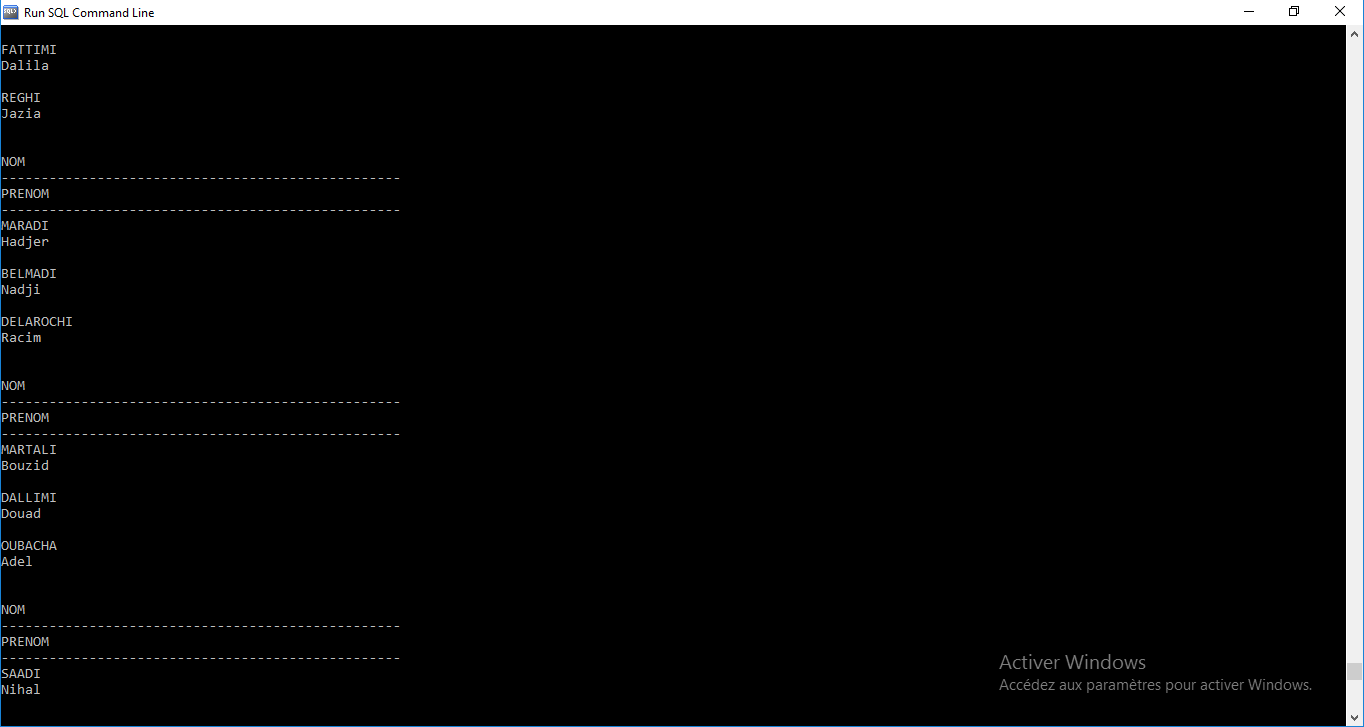 Run SQL Command Line
FATTIMI
Dalila
REGHI
Jazia
NOM
--------------------------------------------------
PRENOM
--------------------------------------------------
MARADI
Hadjer
BELMADI
Nadji
DELAROCHI
Racim
NOM
--------------------------------------------------
PRENOM
--------------------------------------------------
MARTALI
Bouzid
DALLIMI
Douad
OUBACHA
Adel
NOM
--------------------------------------------------
PRENOM
--------------------------------------------------
SAADI
Nihal
Activer Windows
Accédez aux paramètres pour activer Windows.